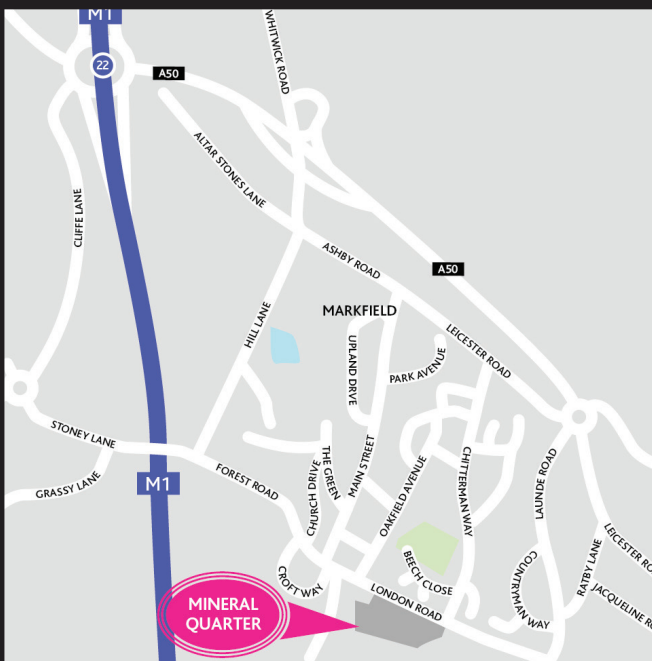 M1
22
A50
WHITWICK ROAD
ALTAR STONES LANE
CLIFFE LANE
ASHBY ROAD
A50
HILL LANE
MARKFIELD
UPLAND DRVE
PARK AVENUE
LEICESTER ROAD
STONEY LANE
GRASSY LANE
M1
FOREST ROAD
CHURCH DRIVE
THE GREEN
MAIN STREET
OAKFIELD AVENUE
CHITTERMAN WAY
LAUNDE ROAD
CROFT WAY
BEECH CLOSE
LONDON ROAD
COUNTRYMAN WAY
RATBY LANE
LEICESTER RO
JACQUELINE R
MINERAL
QUARTER